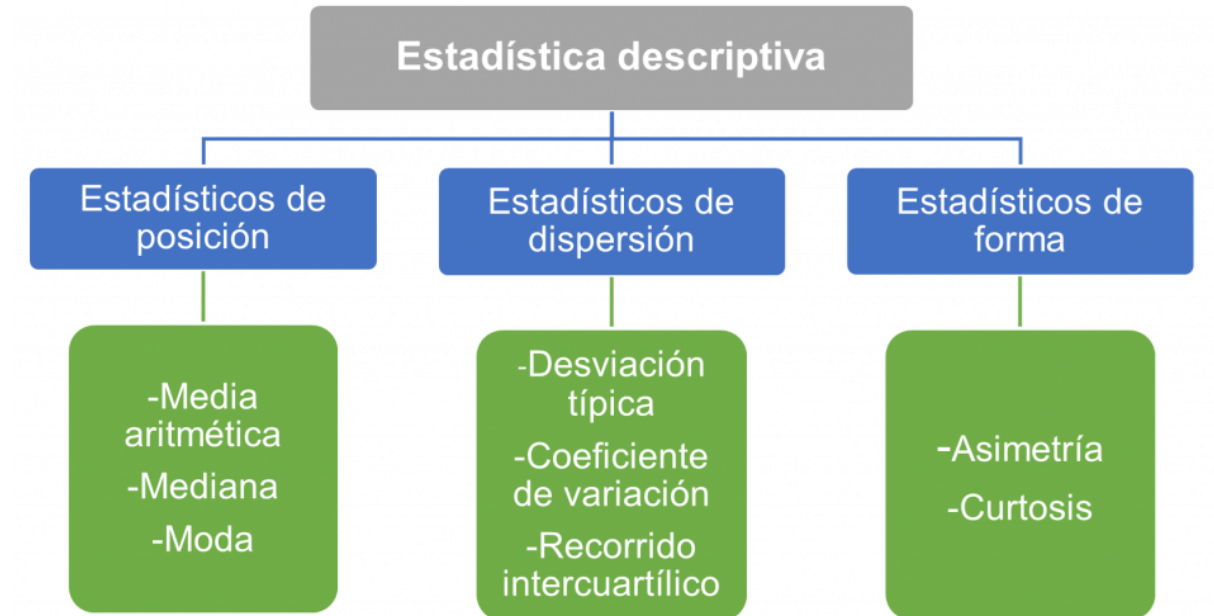 Estadística descriptiva
Estadísticos de
posición
Estadísticos de
dispersión
Estadísticos de
forma
-Media
aritmética
-Mediana
-Moda
-Desviación
típica
-Coeficiente
de variación
-Recorrido
intercuartílico
-Asimetría
-Curtosis